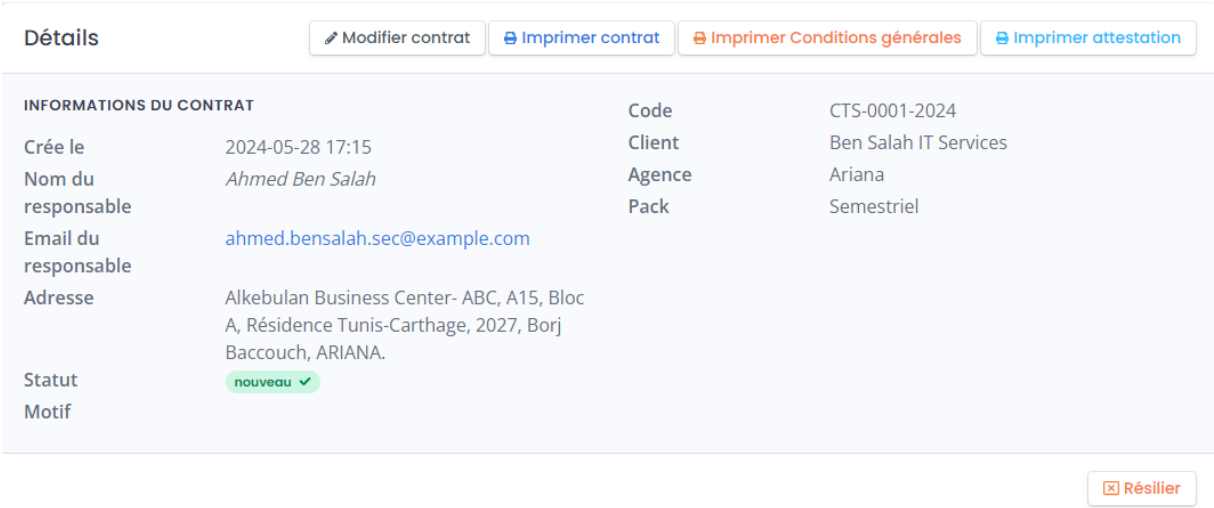 Détails
Modifier contrat
Imprimer contrat
Imprimer Conditions générales
Imprimer attestation
INFORMATIONS DU CONTRAT
Crée le 2024-05-28 17:15
Nom du responsable Ahmed Ben Salah
Email du responsable ahmed.bensalah.sec@example.com
Adresse Alkebulan Business Center- ABC, A15, Bloc
A, Résidence Tunis-Carthage, 2027, Borj
Baccouch, ARIANA.
Statut nouveau
Motif
Code CTS-0001-2024
Client Ben Salah IT Services
Agence Ariana
Pack Semestriel
Résilier